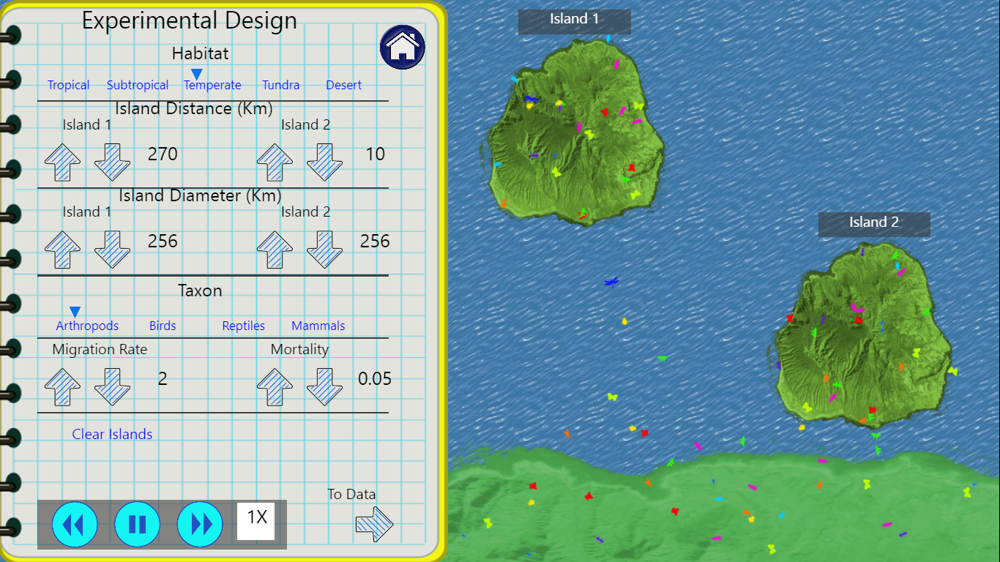 Experimental Design
Habitat
Tropical Subtropical Temperate Tundra Desert
Island Distance (Km)
Island 1 Island 2
270 10
Island Diameter (Km)
Island 1 Island 2
256 256
Taxon
Arthropods Birds Reptiles Mammals
Migration Rate Mortality
2 0.05
Clear Islands
To Data
1X
Island 1
Island 2